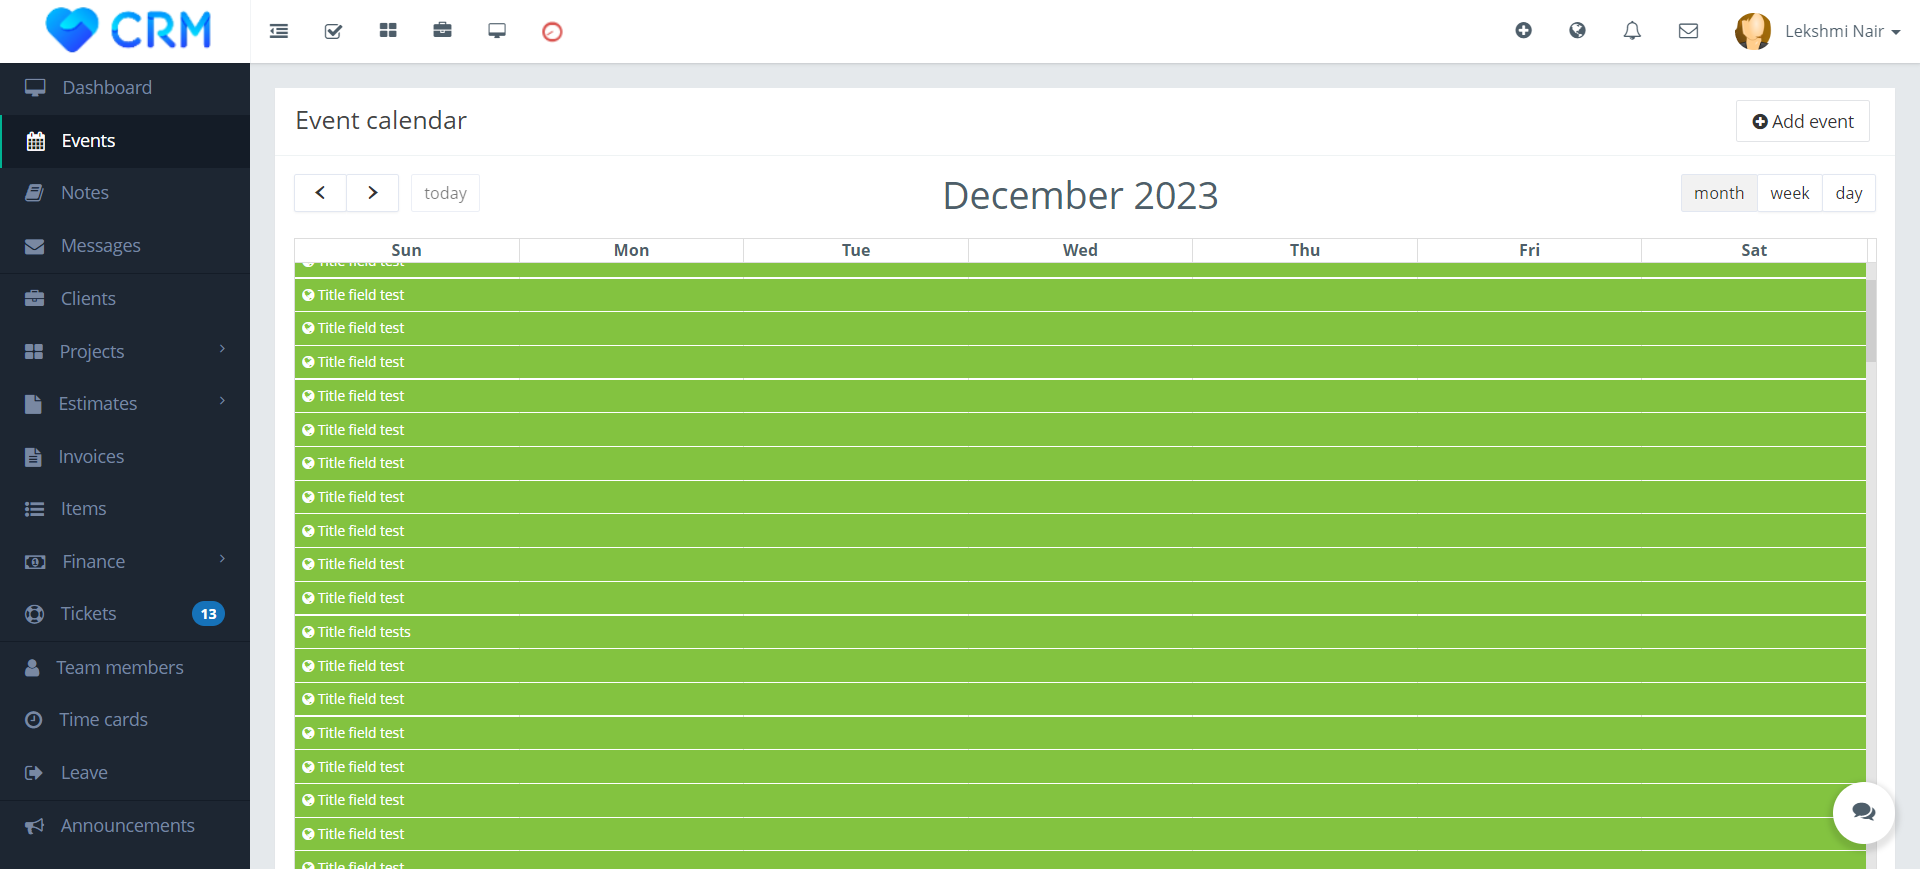 CRM
Lekshmi Nair
Dashboard
Events
Notes
Messages
Clients
Projects
Estimates
Invoices
Items
Finance
Tickets 13
Team members
Time cards
Leave
Announcements
Event calendar
Add event
today
December 2023
month week day
Sun Mon Tue Wed Thu Fri Sat
Title field test
Title field test
Title field test
Title field test
Title field test
Title field test
Title field test
Title field test
Title field test
Title field test
Title field test
Title field tests
Title field test
Title field test
Title field test
Title field test
Title field test
Title field test
Title field test